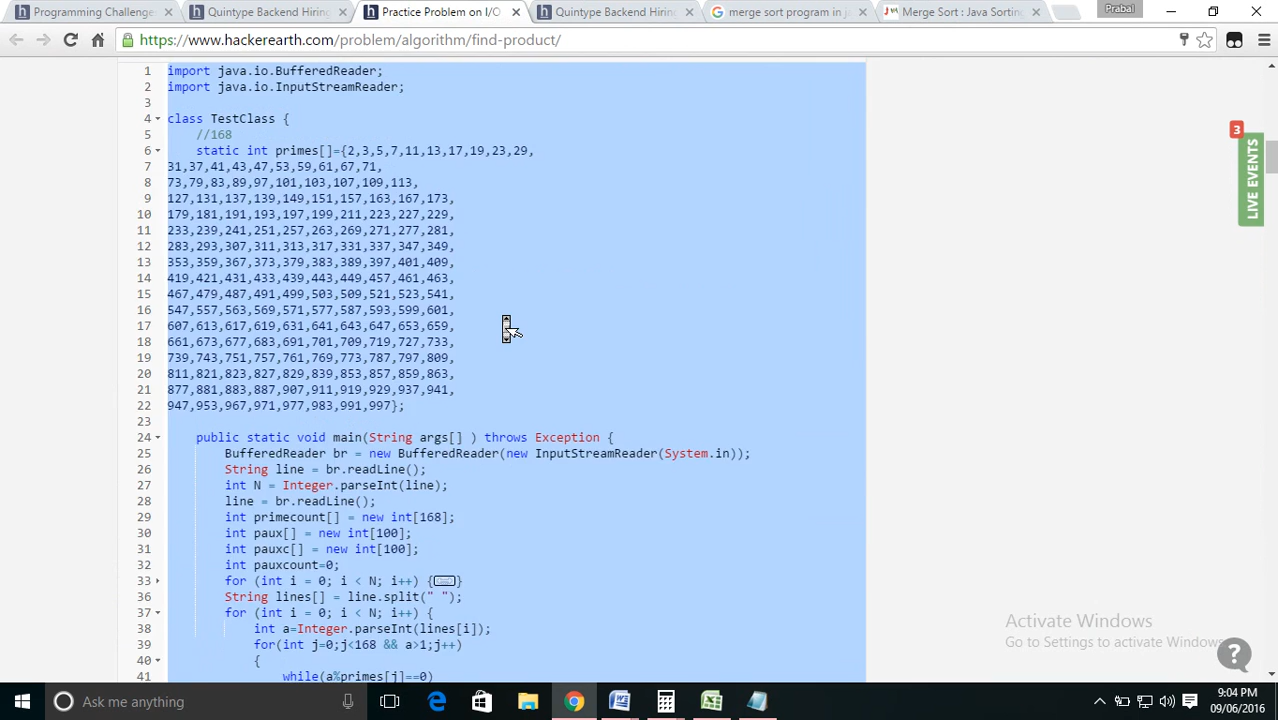 Programming Challenge
Quintype Backend Hiring
Practice Problem on I/O
Quintype Backend Hiring
merge sort program in ja
Merge Sort : Java Sorting
Prabal
https://www.hackerearth.com/problem/algorithm/find-product/
1 import java.io.BufferedReader;
2 import java.io.InputStreamReader;
3
4 class TestClass {
5 //168
6 static int primes[]={2,3,5,7,11,13,17,19,23,29,
7 31,37,41,43,47,53,59,61,67,71,
8 73,79,83,89,97,101,103,107,109,113,
9 127,131,137,139,149,151,157,163,167,173,
10 179,181,191,193,197,199,211,223,227,229,
11 233,239,241,251,257,263,269,271,277,281,
12 283,293,307,311,313,317,331,337,347,349,
13 353,359,367,373,379,383,389,397,401,409,
14 419,421,431,433,439,443,449,457,461,463,
15 467,479,487,491,499,503,509,521,523,541,
16 547,557,563,569,571,577,587,593,599,601,
17 607,613,617,619,631,641,643,647,653,659,
18 661,673,677,683,691,701,709,719,727,733,
19 739,743,751,757,761,769,773,787,797,809,
20 811,821,823,827,829,839,853,857,859,863,
21 877,881,883,887,907,911,919,929,937,941,
22 947,953,967,971,977,983,991,997};
23
24 public static void main(String args[] ) throws Exception {
25 BufferedReader br = new BufferedReader(new InputStreamReader(System.in));
26 String line = br.readLine();
27 int N = Integer.parseInt(line);
28 line = br.readLine();
29 int primecount[] = new int[168];
30 int paux[] = new int[100];
31 int pauxc[] = new int[100];
32 int pauxcount=0;
33 for (int i = 0; i < N; i++) {}
36 String lines[] = line.split(" ");
37 for (int i = 0; i < N; i++) {
38 int a=Integer.parseInt(lines[i]);
39 for(int j=0;j<168 && a>1;j++)
40 {
41 while(a%primes[j]==0)
3
LIVE EVENTS
Activate Windows
Go to Settings to activate Windows.
?
Ask me anything
9:04 PM
09/06/2016